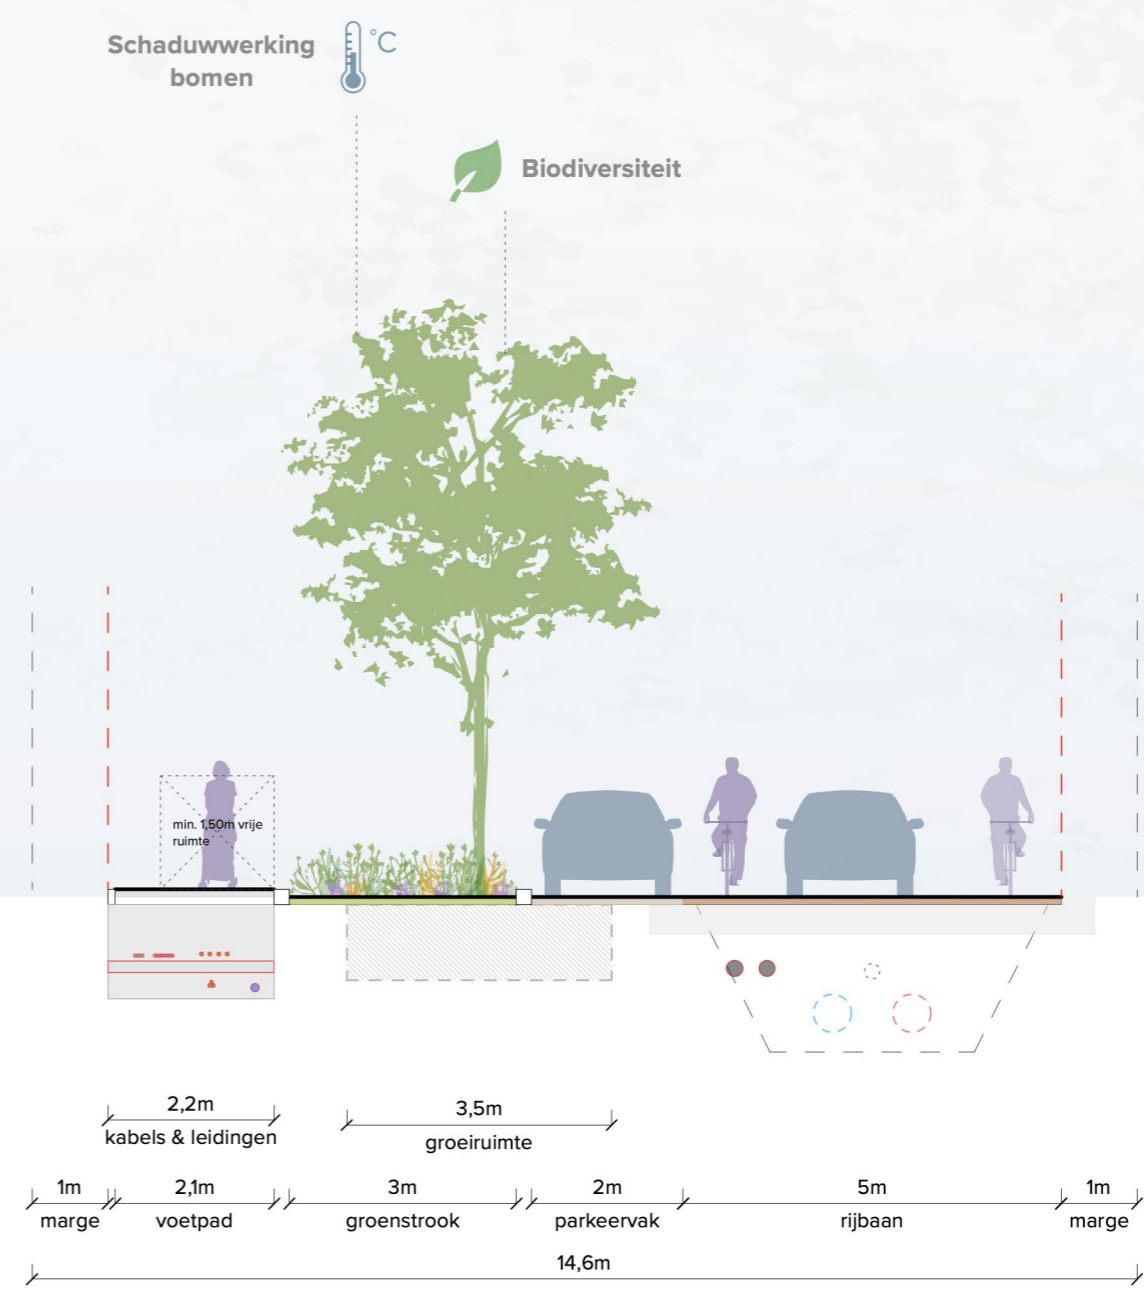 Schaduwwerking
bomen
°C
Biodiversiteit
min. 1,50m vrije
ruimte
2,2m
kabels & leidingen
3,5m
groeiruimte
1m
marge
2,1m
voetpad
3m
groenstrook
2m
parkeervak
5m
rijbaan
1m
marge
14,6m